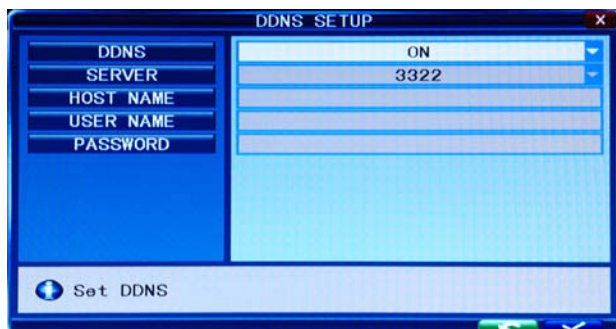 DDNS SETUP
DDNS ON
SERVER 3322
HOST NAME
USER NAME
PASSWORD
Set DDNS